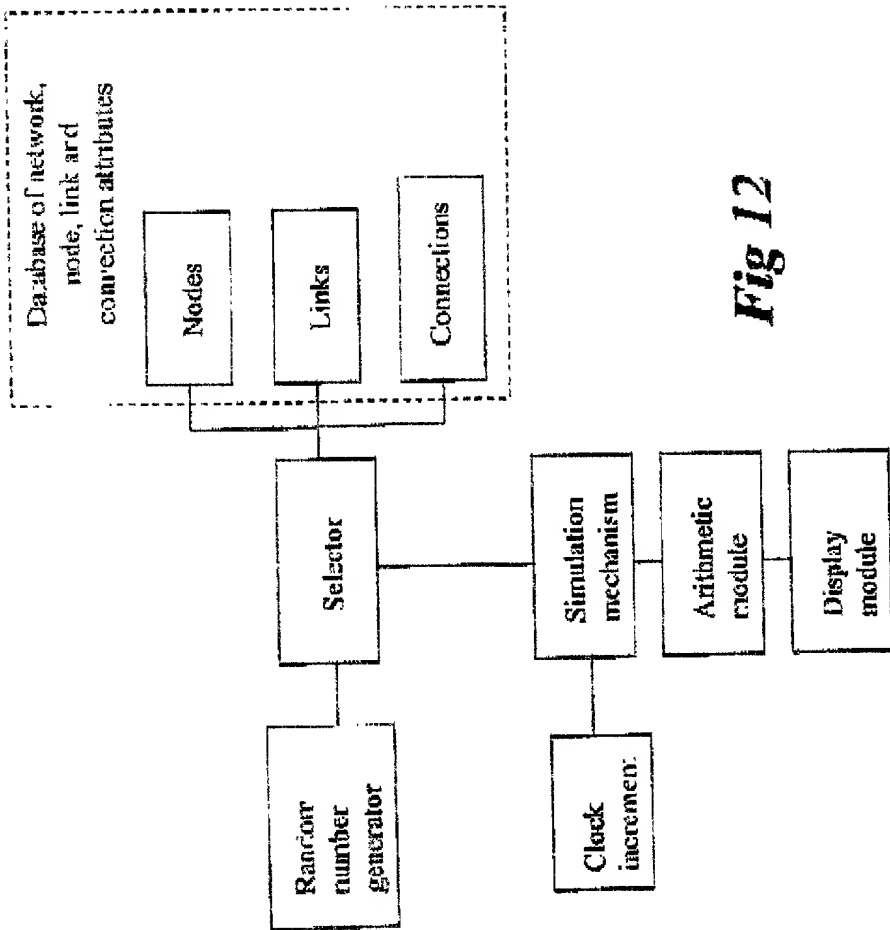 Database of network,
node, link and
connection attributes
Nodes
Links
Connections
Selector
Random
number
generator
Simulation
mechanism
Clock
increment
Arithmetic
module
Display
module
Fig 12